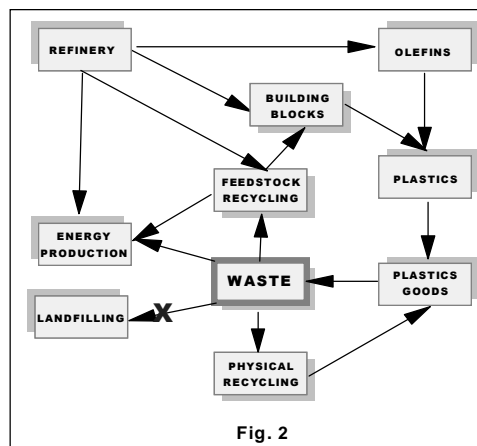 REFINERY
OLEFINS
BUILDING
BLOCKS
FEEDSTOCK
RECYCLING
PLASTICS
ENERGY
PRODUCTION
WASTE
PLASTICS
GOODS
LANDFILLING
X
PHYSICAL
RECYCLING
Fig. 2